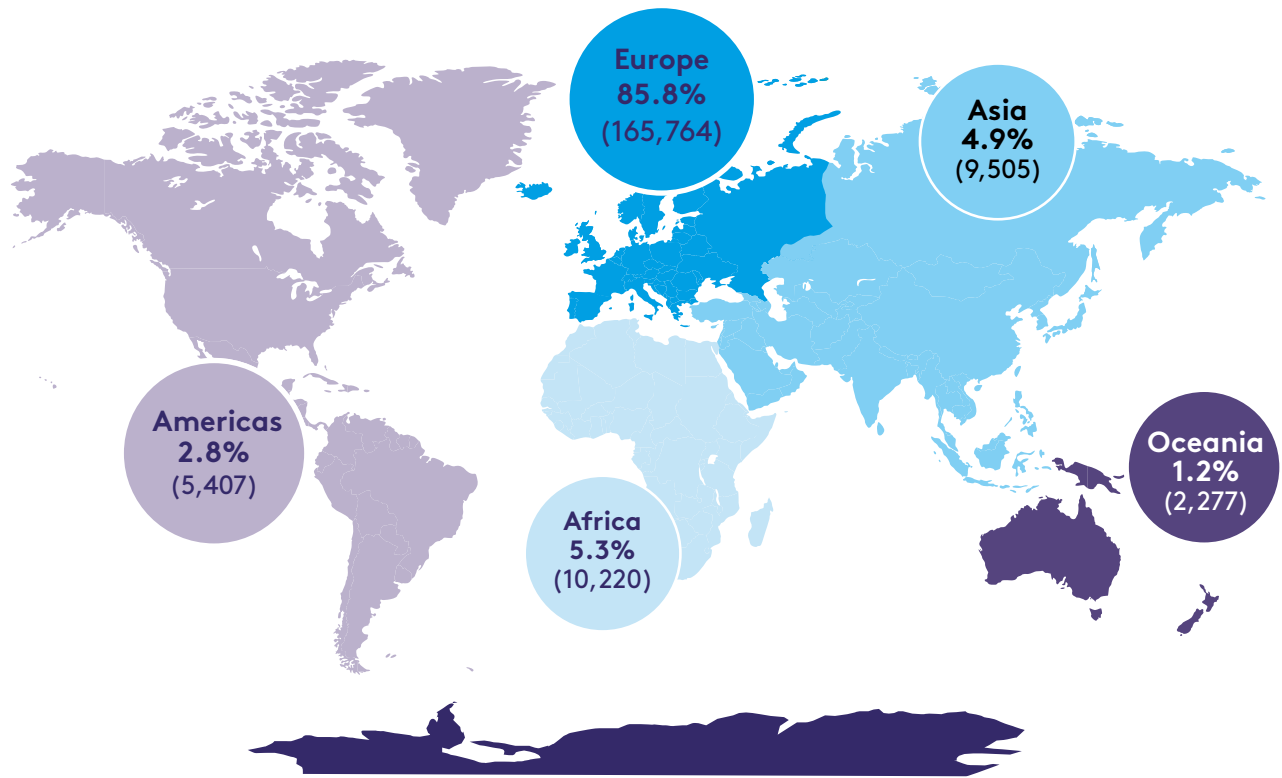 Europe
85.8%
(165,764)
Asia
4.9%
(9,505)
Americas
2.8%
(5,407)
Africa
5.3%
(10,220)
Oceania
1.2%
(2,277)